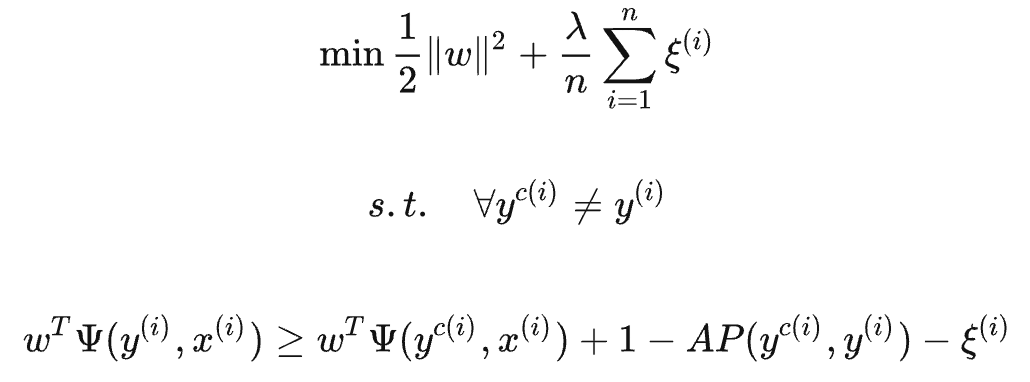 min 1/2 ‖w‖² + λ/n ∑_{i=1}^{n} ξ^{(i)}
s.t. ∀y^{c(i)} ≠ y^{(i)}
w^T Ψ(y^{(i)}, x^{(i)}) ≥ w^T Ψ(y^{c(i)}, x^{(i)}) + 1 − AP(y^{c(i)}, y^{(i)}) − ξ^{(i)}